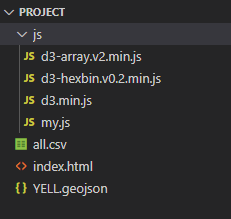 PROJECT
js
JS d3-array.v2.min.js
JS d3-hexbin.v0.2.min.js
JS d3.min.js
JS my.js
all.csv
<> index.html
{} YELL.geojson